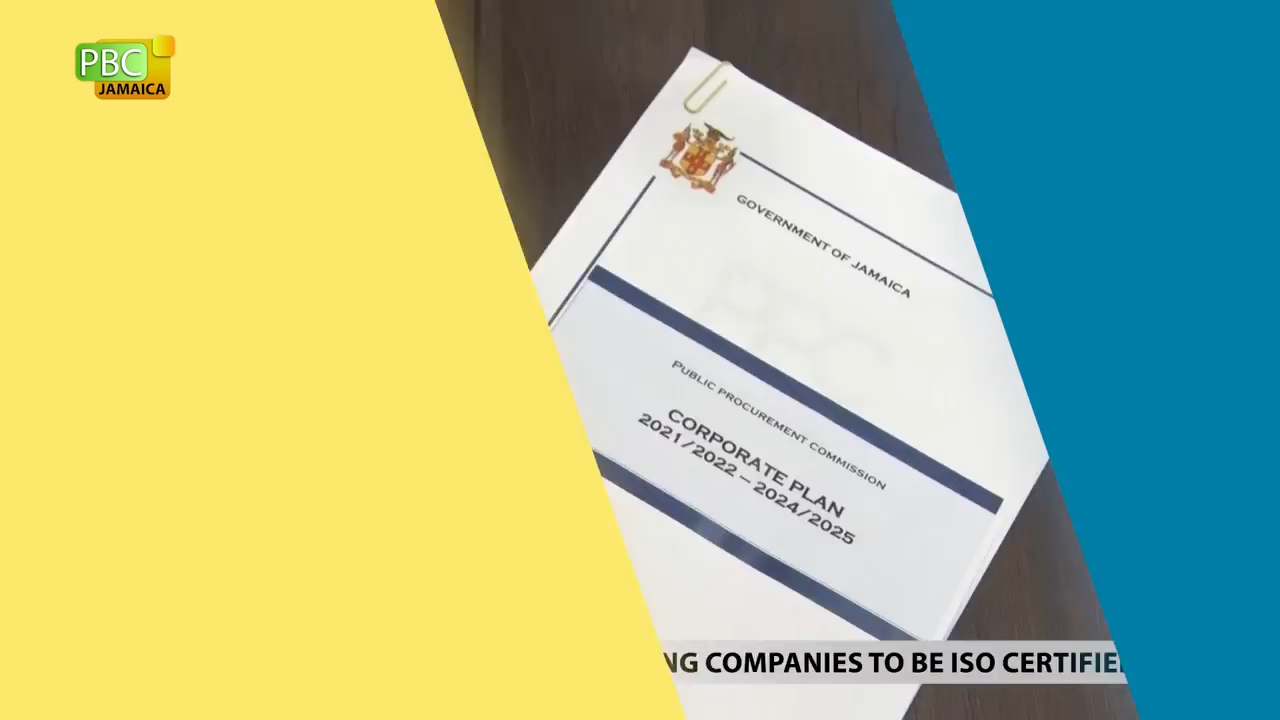 PBC
JAMAICA
GOVERNMENT OF JAMAICA
PPC
PUBLIC PROCUREMENT COMMISSION
CORPORATE PLAN
2021/2022 – 2024/2025
NG COMPANIES TO BE ISO CERTIFIE